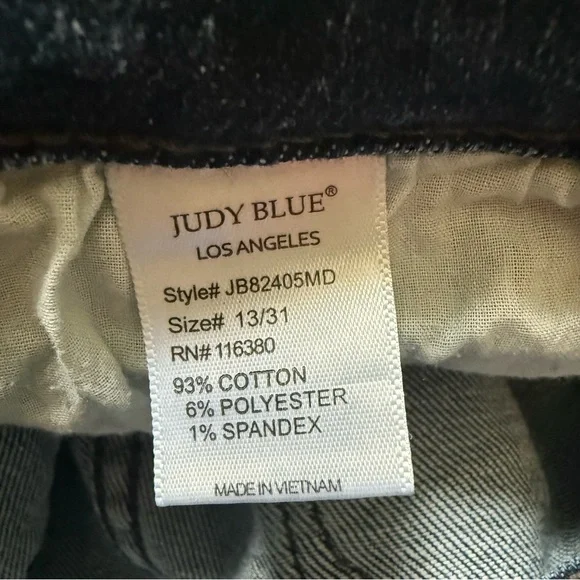 JUDY BLUE®
LOS ANGELES
Style# JB82405MD
Size# 13/31
RN# 116380
93% COTTON
6% POLYESTER
1% SPANDEX
MADE IN VIETNAM